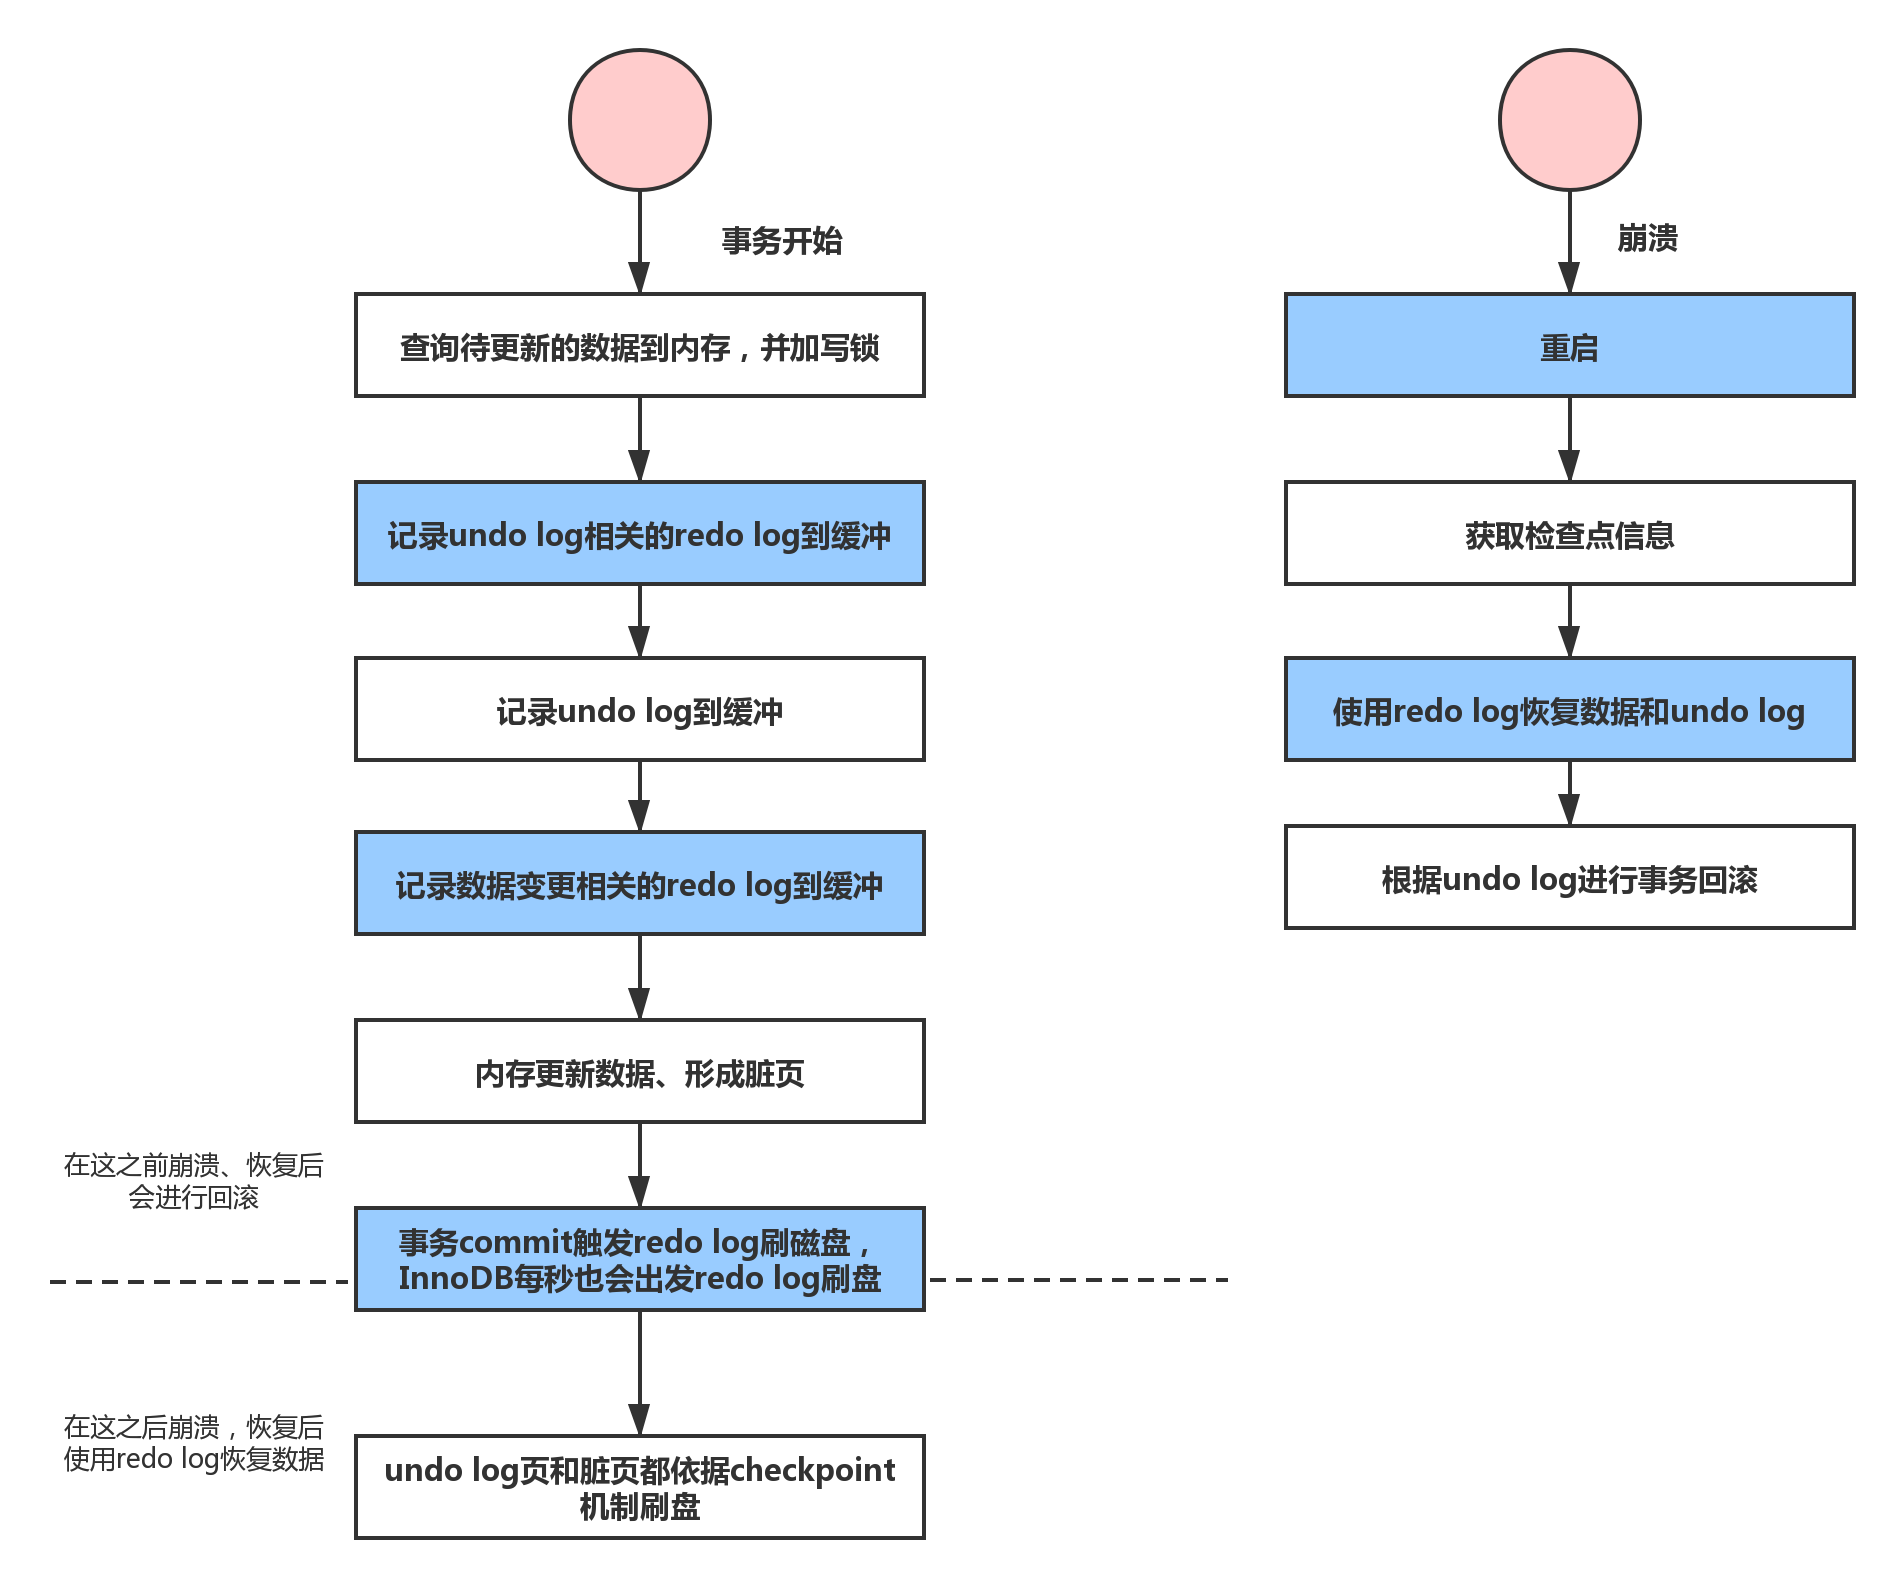 事务开始
查询待更新的数据到内存，并加写锁
记录undo log相关的redo log到缓冲
记录undo log到缓冲
记录数据变更相关的redo log到缓冲
内存更新数据、形成脏页
在这之前崩溃、恢复后
会进行回滚
事务commit触发redo log刷磁盘，
InnoDB每秒也会出发redo log刷盘
在这之后崩溃，恢复后
使用redo log恢复数据
undo log页和脏页都依据checkpoint
机制刷盘
崩溃
重启
获取检查点信息
使用redo log恢复数据和undo log
根据undo log进行事务回滚